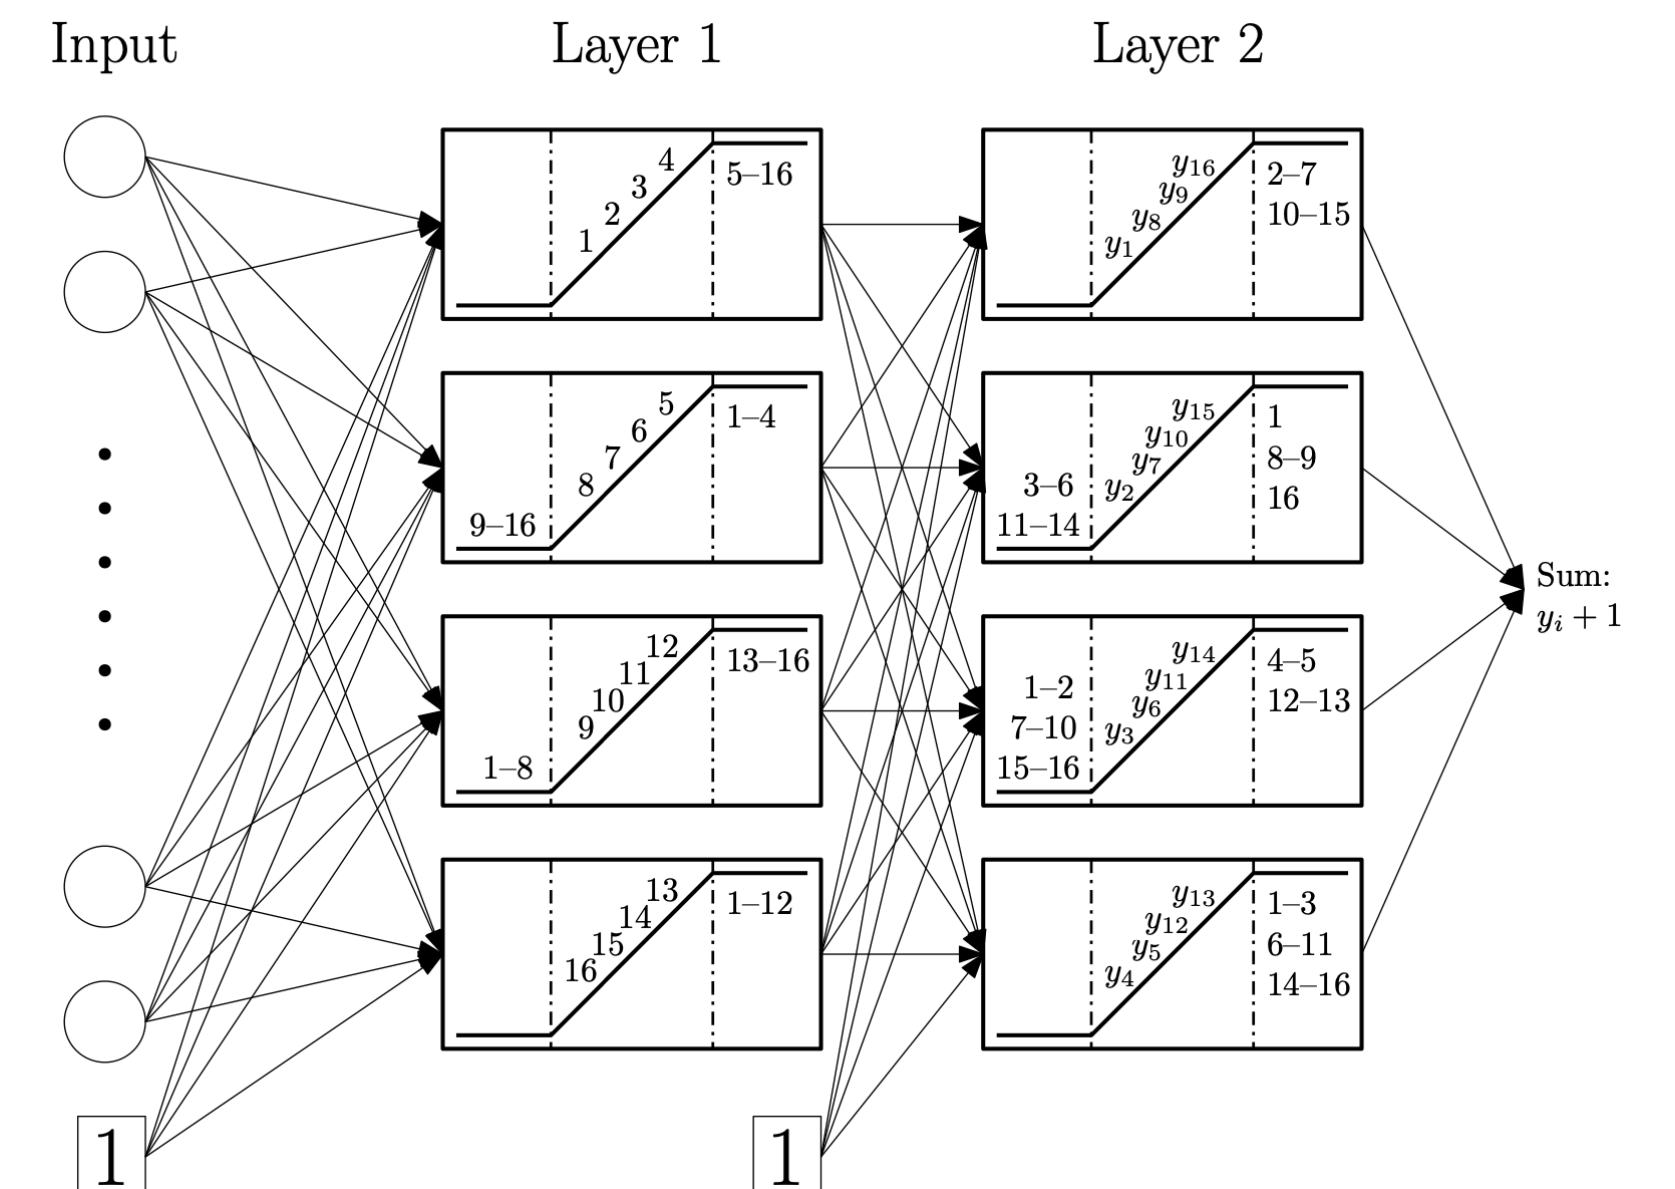 Input
Layer 1
Layer 2
4
3
2
1
5–16
y₁₆
y₉
y₈
y₁
2–7
10–15
5
6
7
8
1–4
9–16
y₁₅
y₁₀
y₇
y₂
1
8–9
16
3–6
11–14
Sum:
yᵢ + 1
12
11
10
9
13–16
1–8
y₁₄
y₁₁
y₆
y₃
4–5
12–13
1–2
7–10
15–16
13
14
15
16
1–12
y₁₃
y₁₂
y₅
y₄
1–3
6–11
14–16
1
1